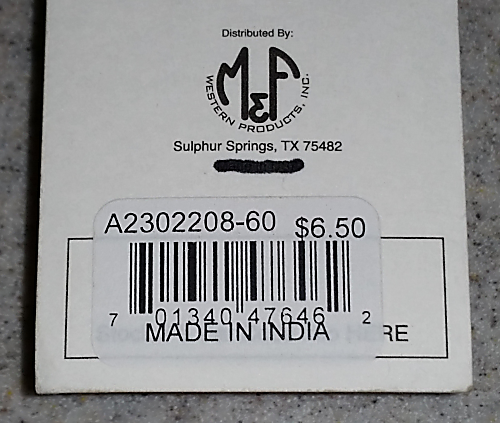 Distributed By:
M&F
WESTERN PRODUCTS, INC.
Sulphur Springs, TX 75482
A2302208-60 $6.50
7 01340 47646 2
MADE IN INDIA
HERE